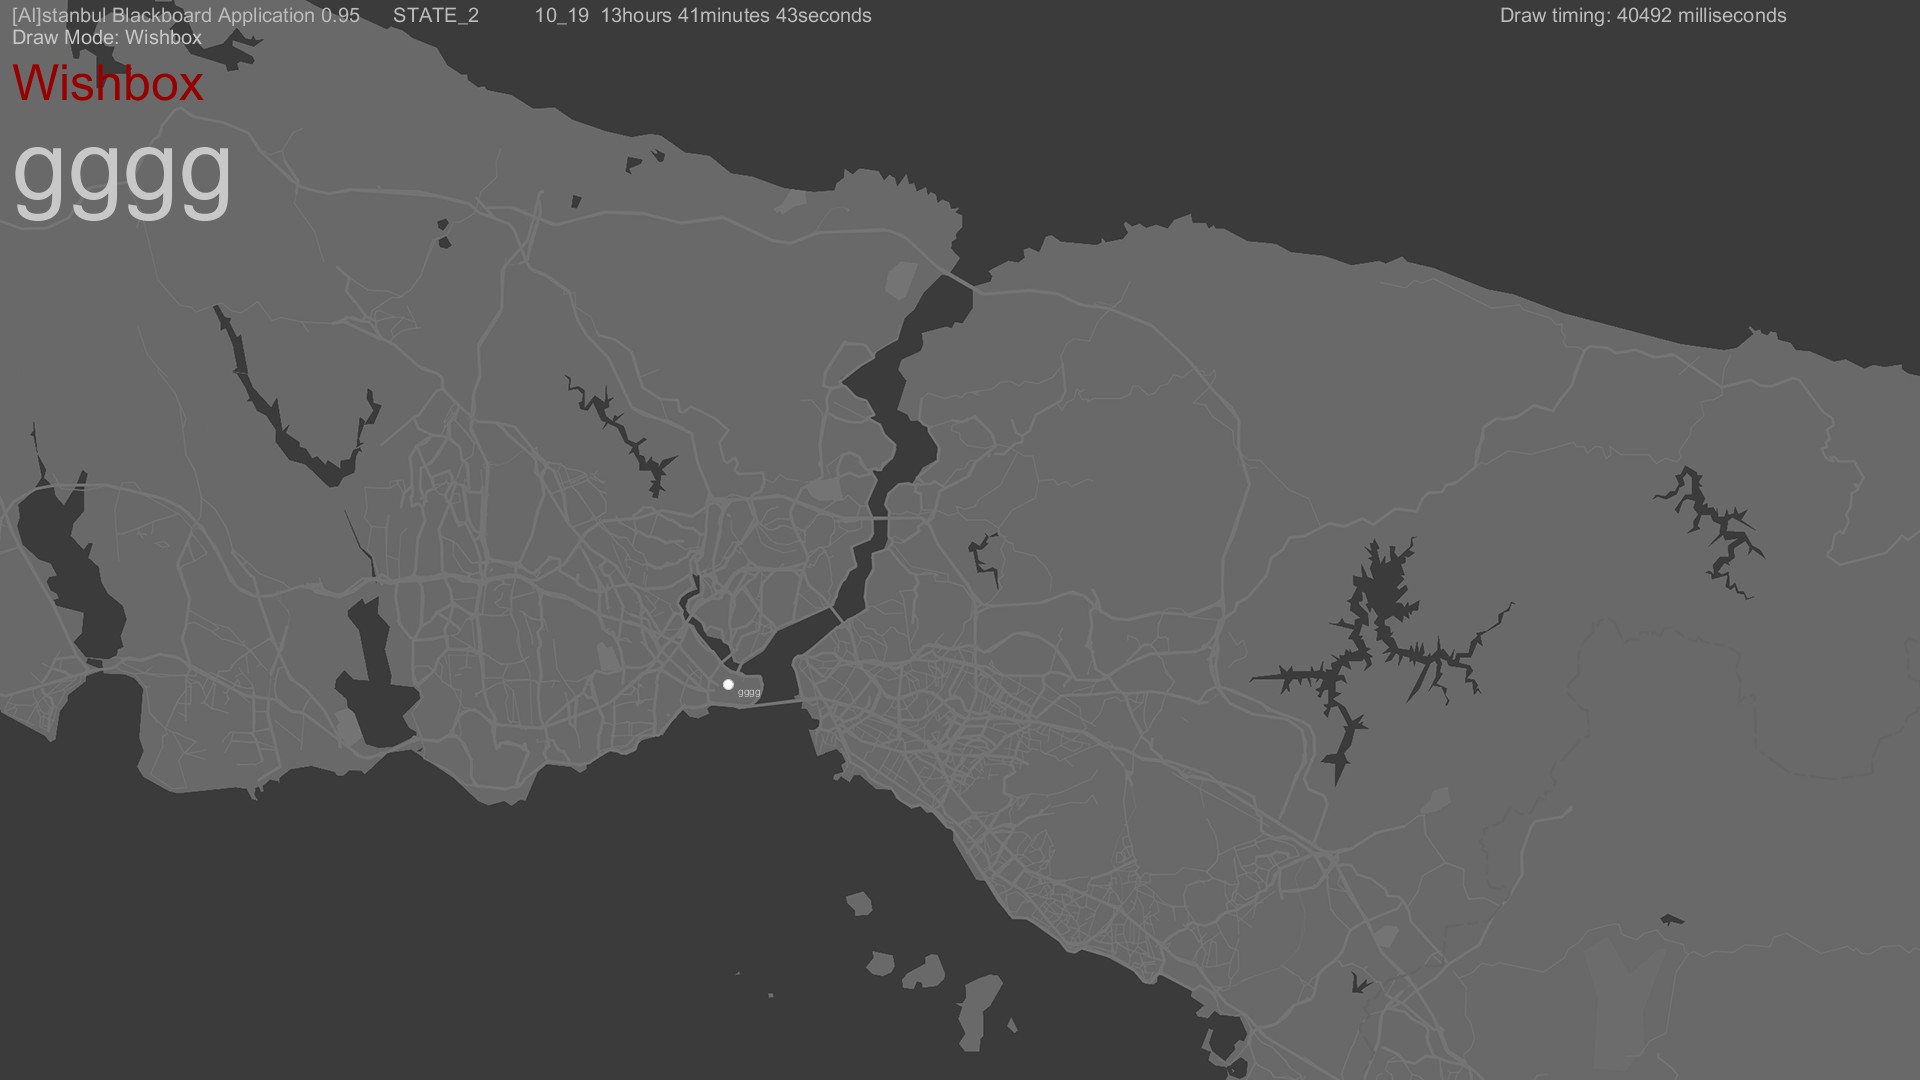 [AI]stanbul Blackboard Application 0.95 STATE_2 10_19 13hours 41minutes 43seconds Draw timing: 40492 milliseconds
Draw Mode: Wishbox
Wishbox
gggg
gggg